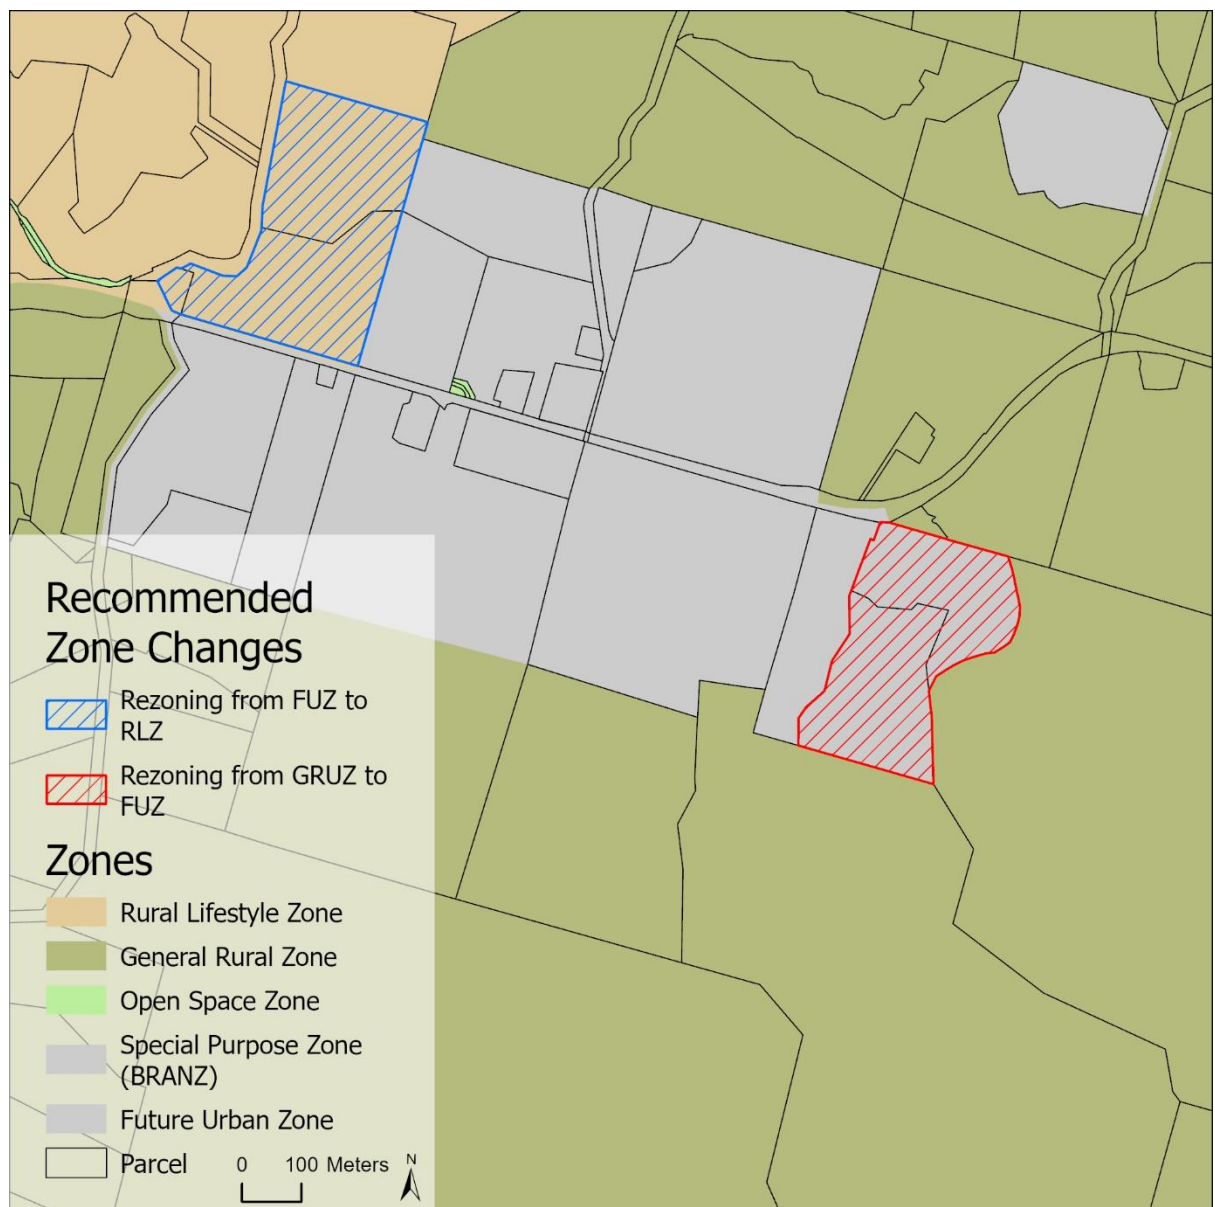 Recommended
Zone Changes
Rezoning from FUZ to
RLZ
Rezoning from GRUZ to
FUZ
Zones
Rural Lifestyle Zone
General Rural Zone
Open Space Zone
Special Purpose Zone
(BRANZ)
Future Urban Zone
Parcel
0 100 Meters
N